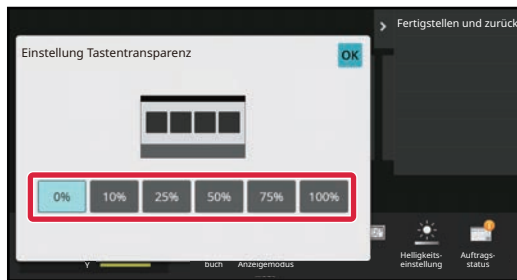 Fertigstellen und zurück
Einstellung Tastentransparenz
OK
0% 10% 25% 50% 75% 100%
Y
buch Anzeigemodus
Helligkeits-
einstellung
Auftrags-
status